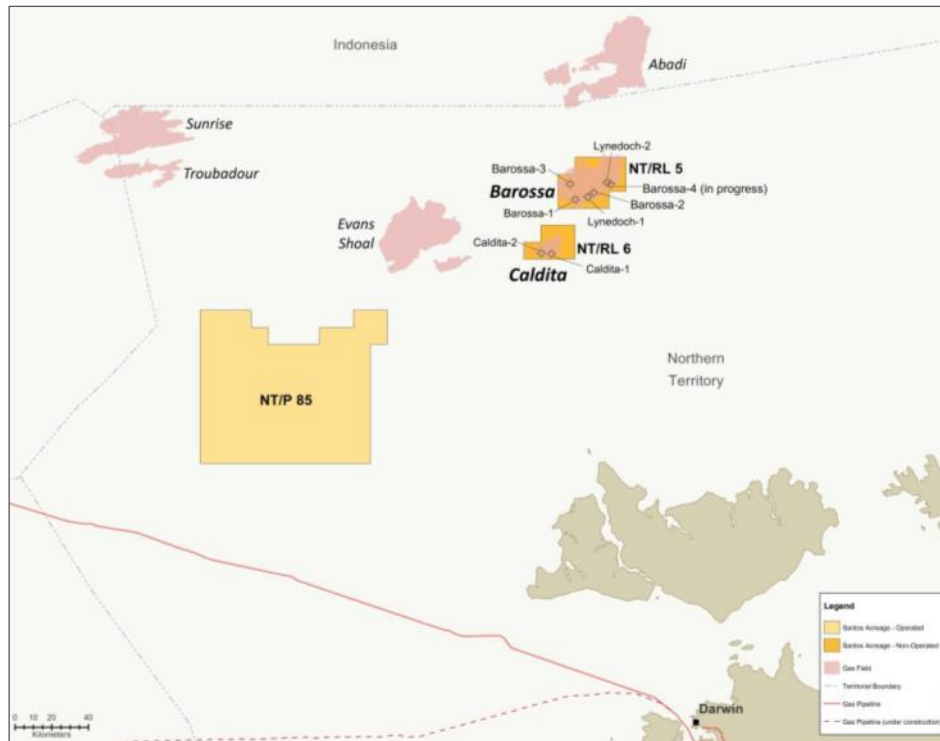 Indonesia
Abadi
Sunrise
Troubadour
Lynedoch-2
Barossa-3
NT/RL 5
Barossa
Barossa-4 (in progress)
Barossa-2
Barossa-1
Lynedoch-1
Evans
Shoal
Caldita-2
NT/RL 6
Caldita
Caldita-1
Northern
Territory
NT/P 85
Legend
Santos Acreage - Operated
Santos Acreage - Non-Operated
Gas Field
Territorial Boundary
Gas Pipeline
Gas Pipeline (under construction)
Darwin
0 10 20 40
Kilometers